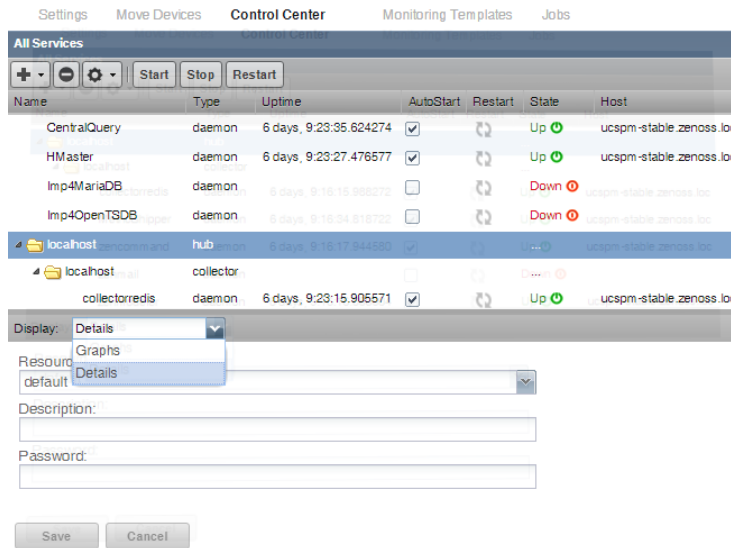 Settings Move Devices Control Center Monitoring Templates Jobs
All Services
Start Stop Restart
Name Type Uptime AutoStart Restart State Host
CentralQuery daemon 6 days, 9:23:35.624274 Up ucspm-stable.zenoss.lo
HMaster daemon 6 days, 9:23:27.476577 Up ucspm-stable.zenoss.lo
Imp4MariaDB daemon Down
Imp4OpenTSDB daemon Down
localhost hub ...
localhost collector ...
collectorredis daemon 6 days, 9:23:15.905571 Up ucspm-stable.zenoss.lo
Display: Details
Graphs
Details
Resourc
default
Description:
Password:
Save Cancel